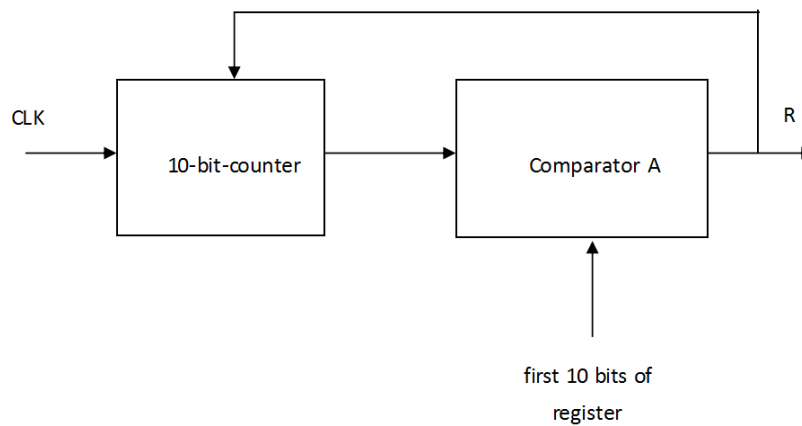 CLK
R
10-bit-counter
Comparator A
first 10 bits of
register